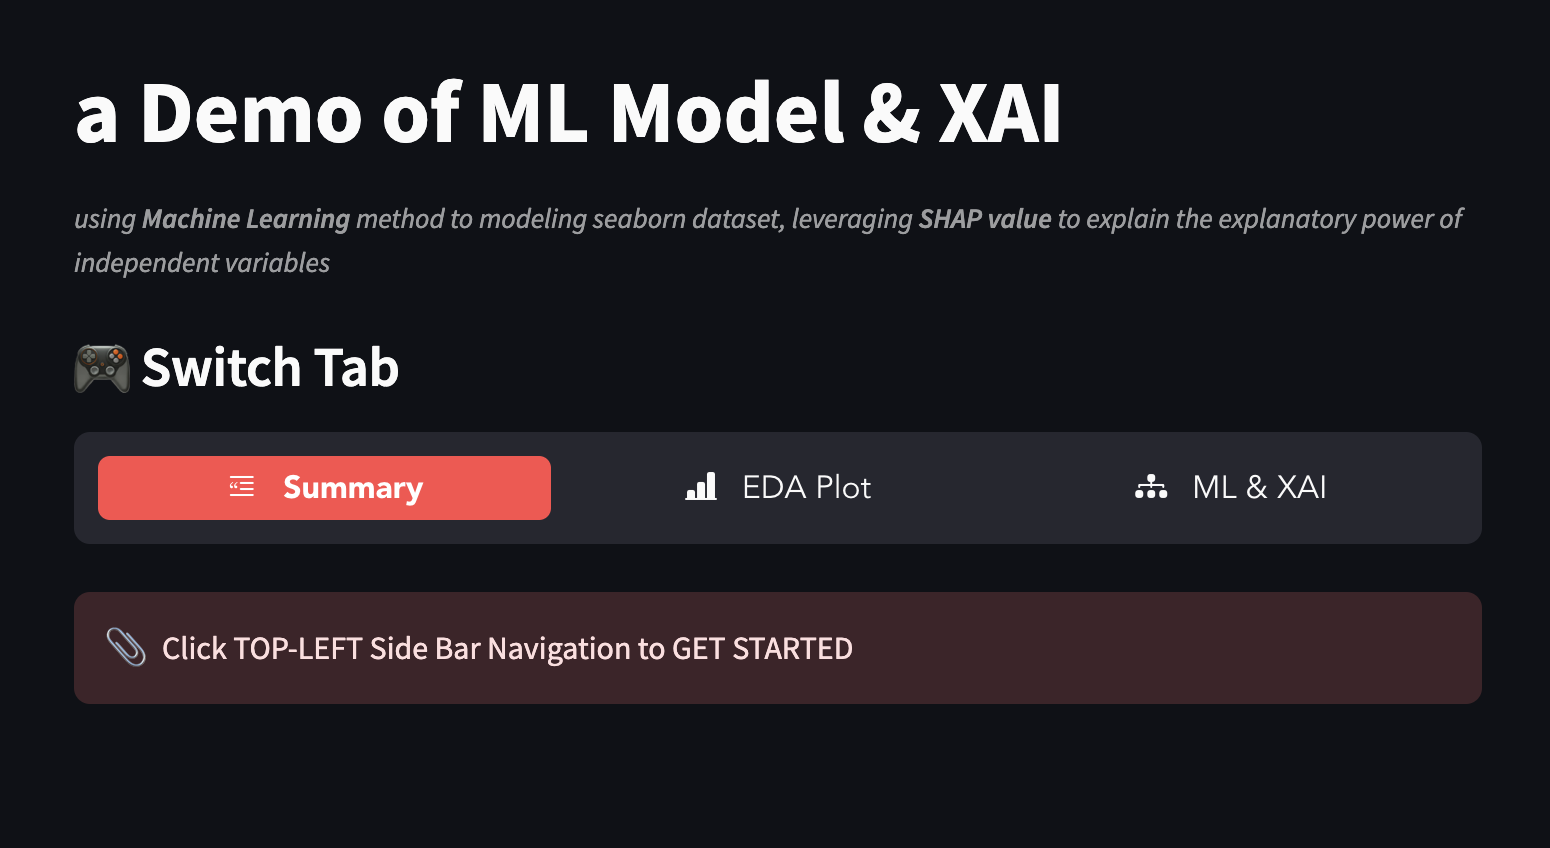 a Demo of ML Model & XAI
using Machine Learning method to modeling seaborn dataset, leveraging SHAP value to explain the explanatory power of
independent variables
Switch Tab
Summary
EDA Plot
ML & XAI
Click TOP-LEFT Side Bar Navigation to GET STARTED